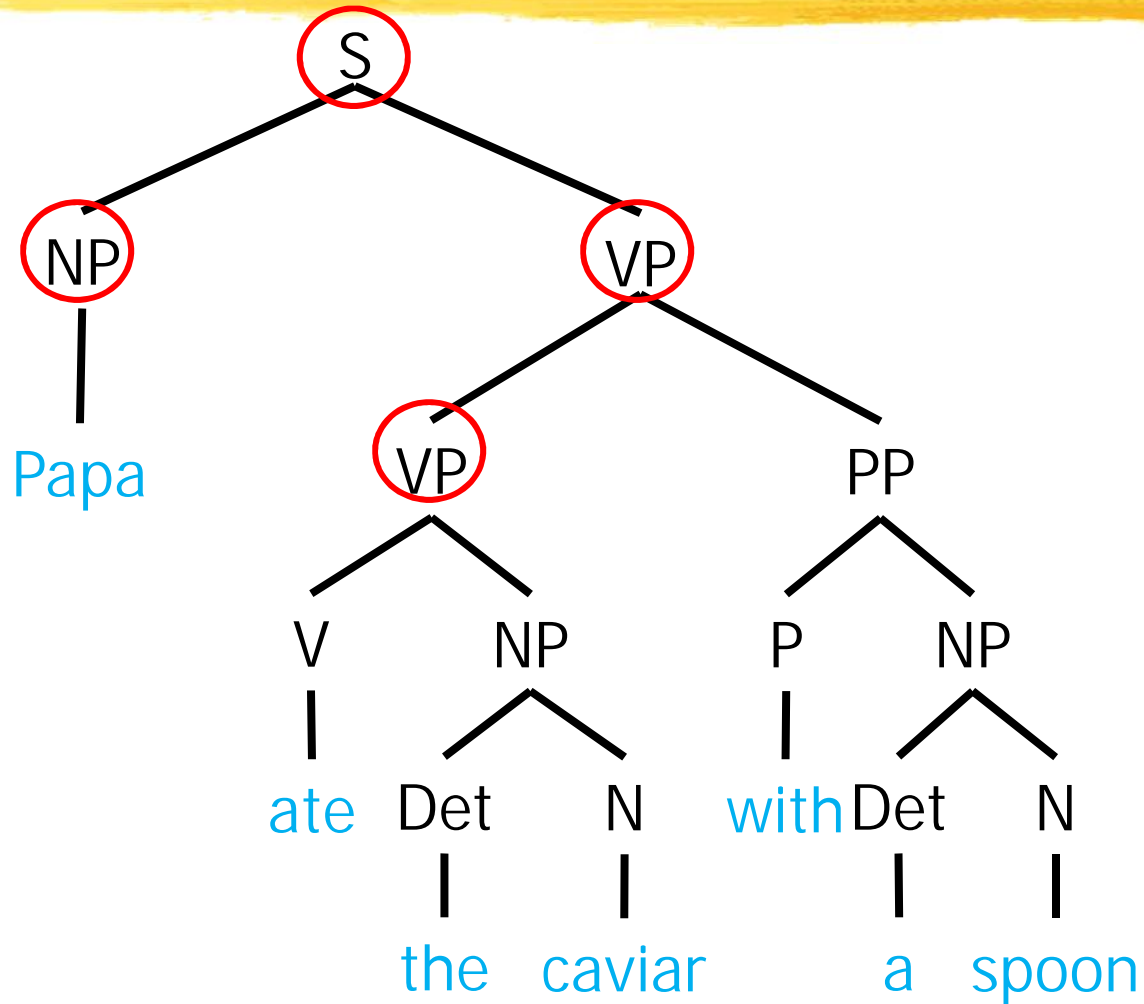 S
NP VP
Papa VP PP
V NP P NP
ate Det N with Det N
the caviar a spoon